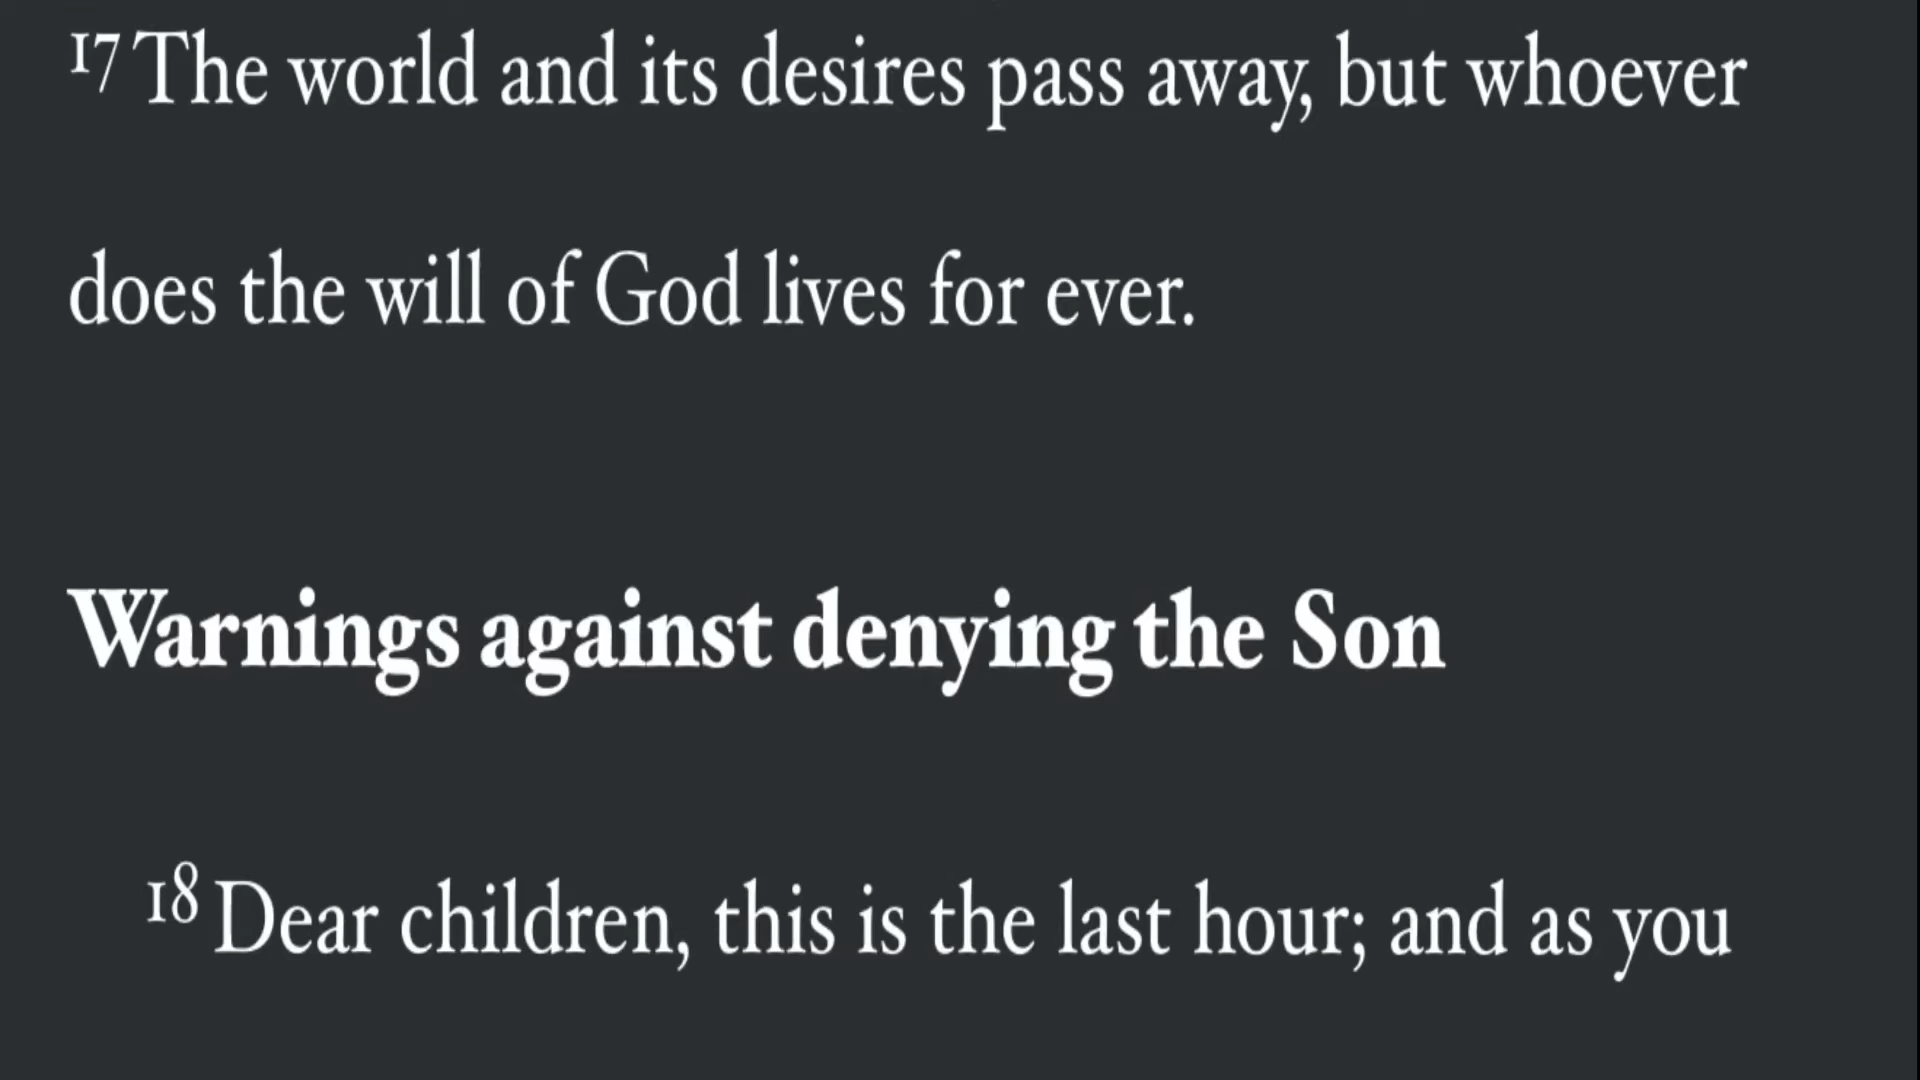 17 The world and its desires pass away, but whoever
does the will of God lives for ever.
Warnings against denying the Son
18 Dear children, this is the last hour; and as you